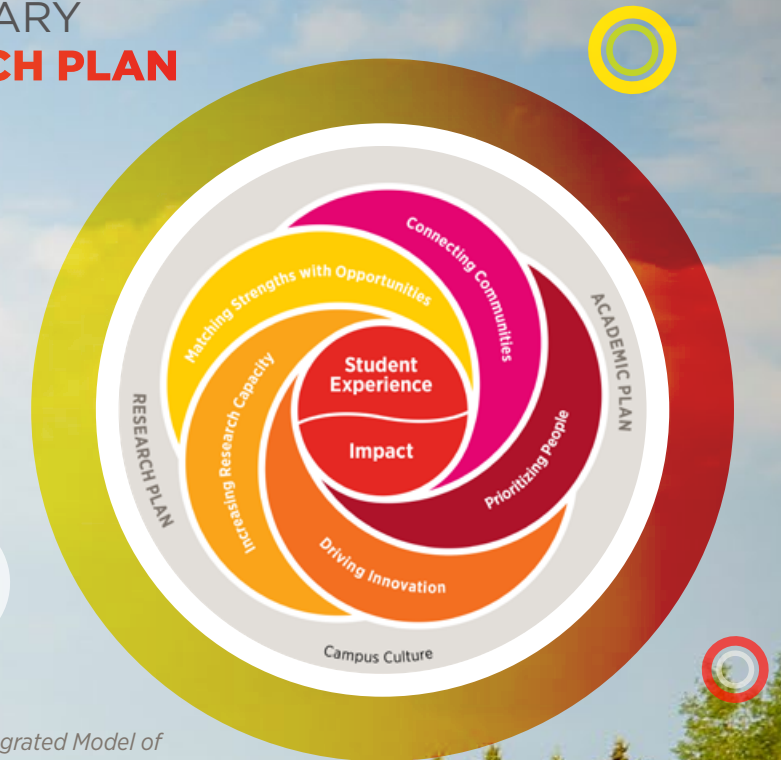 ARY
CH PLAN
Connecting Communities
Matching Strengths with Opportunities
ACADEMIC PLAN
Student
Experience
Increasing Research Capacity
RESEARCH PLAN
Impact
Prioritizing People
Driving Innovation
Campus Culture
grated Model of